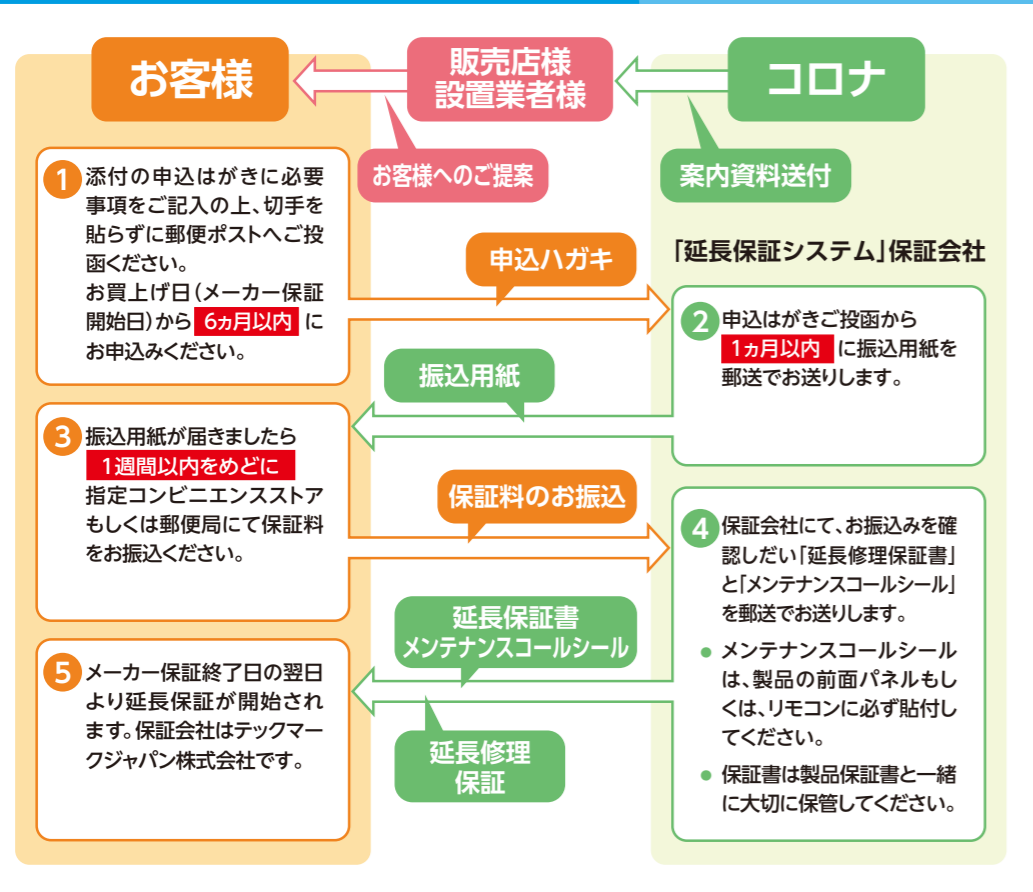 お客様
販売店様
設置業者様
コロナ
お客様へのご提案
案内資料送付
1 添付の申込はがきに必要
事項をご記入の上、切手を
貼らずに郵便ポストへご投
函ください。
お買上げ日(メーカー保証
開始日)から 6ヵ月以内 に
お申込みください。
申込ハガキ
「延長保証システム」保証会社
2 申込はがきご投函から
1ヵ月以内 に振込用紙を
郵送でお送りします。
振込用紙
3 振込用紙が届きましたら
1週間以内をめどに
指定コンビニエンスストア
もしくは郵便局にて保証料
をお振込ください。
保証料のお振込
4 保証会社にて、お振込みを確
認しだい「延長修理保証書」
と「メンテナンスコールシール」
を郵送でお送りします。
● メンテナンスコールシール
は、製品の前面パネルもし
くは、リモコンに必ず貼付し
てください。
● 保証書は製品保証書と一緒
に大切に保管してください。
延長保証書
メンテナンスコールシール
5 メーカー保証終了日の翌日
より延長保証が開始され
ます。保証会社はテックマー
クジャパン株式会社です。
延長修理
保証